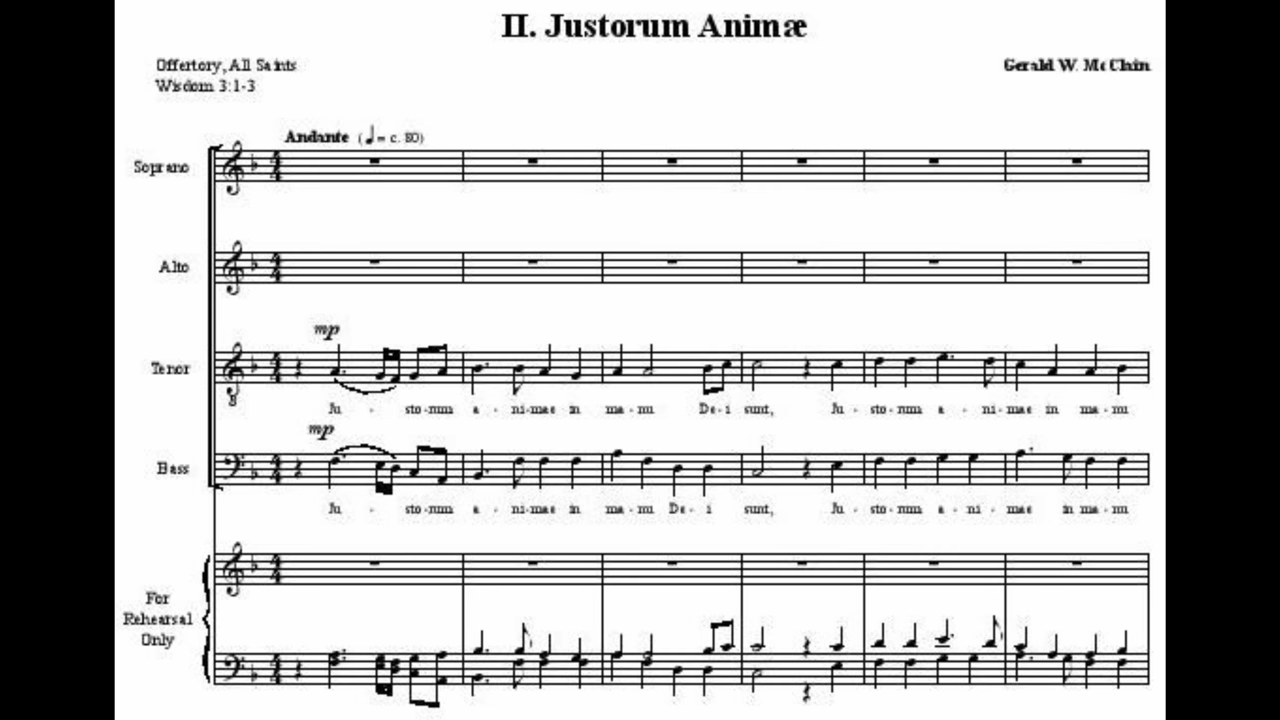 II. Justorum Animæ
Offertory, All Saints
Gerald W. McClain
Wisdom 3:1-3
Andante (♩= c. 80)
Soprano
Alto
mp
Tenor
Ju - sto-rum a - ni-mae in ma-nu De-i sunt, Ju - sto-rum a - ni-mae in ma-nu
mp
Bass
Ju - sto-rum a - ni-mae in ma-nu De-i sunt, Ju - sto-rum a - ni-mae in ma-nu
For
Rehearsal
Only